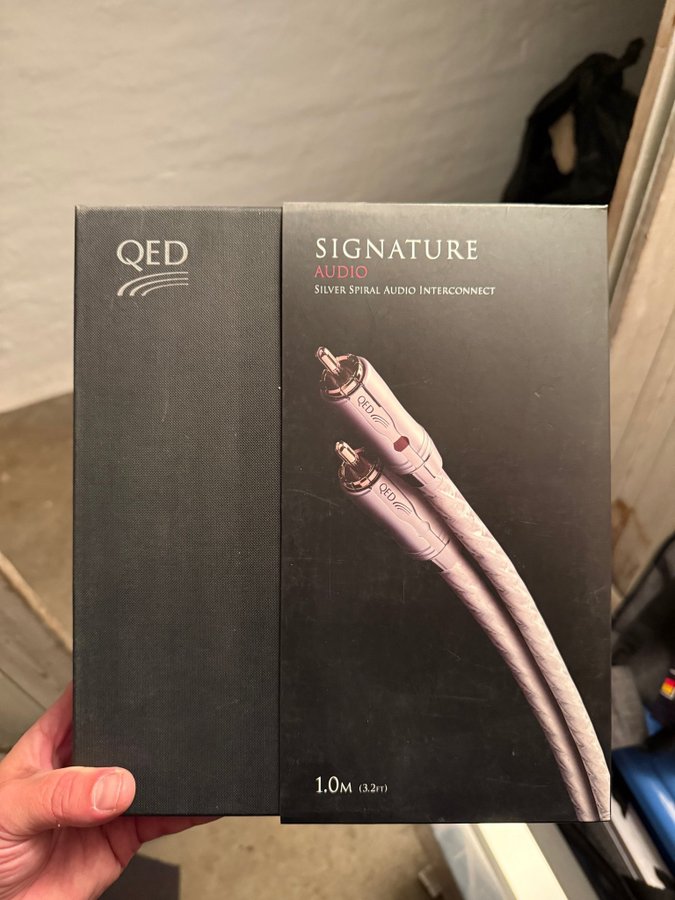 QED
SIGNATURE
AUDIO
SILVER SPIRAL AUDIO INTERCONNECT
QED
QED
1.0M (3.2FT)